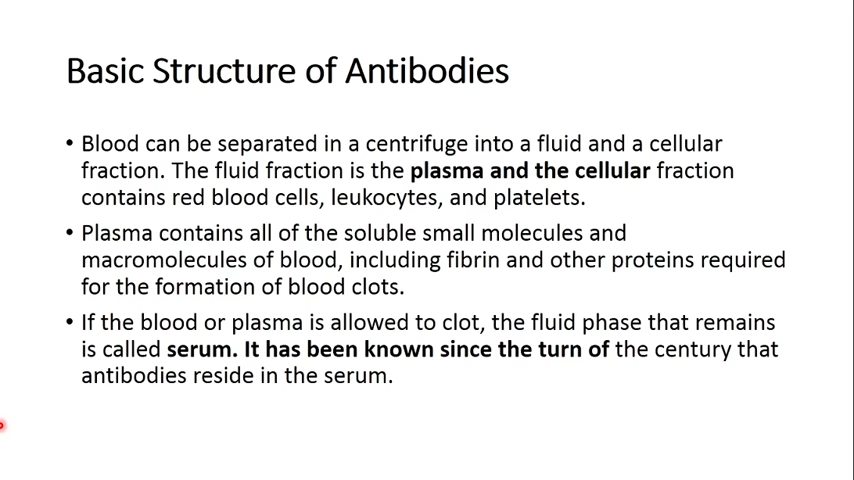 Basic Structure of Antibodies
• Blood can be separated in a centrifuge into a fluid and a cellular
fraction. The fluid fraction is the plasma and the cellular fraction
contains red blood cells, leukocytes, and platelets.
• Plasma contains all of the soluble small molecules and
macromolecules of blood, including fibrin and other proteins required
for the formation of blood clots.
• If the blood or plasma is allowed to clot, the fluid phase that remains
is called serum. It has been known since the turn of the century that
antibodies reside in the serum.